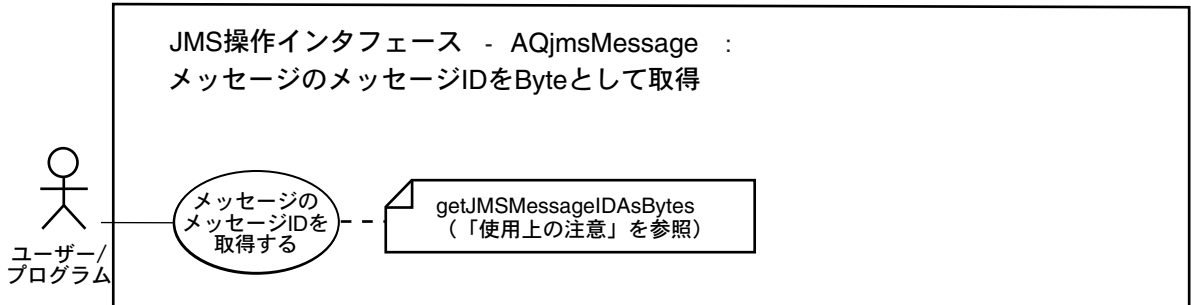 JMS操作インタフェース - AQjmsMessage :
メッセージのメッセージIDをByteとして取得
メッセージの
メッセージIDを
取得する
getJMSMessageIDAsBytes
（「使用上の注意」を参照）
ユーザー/
プログラム